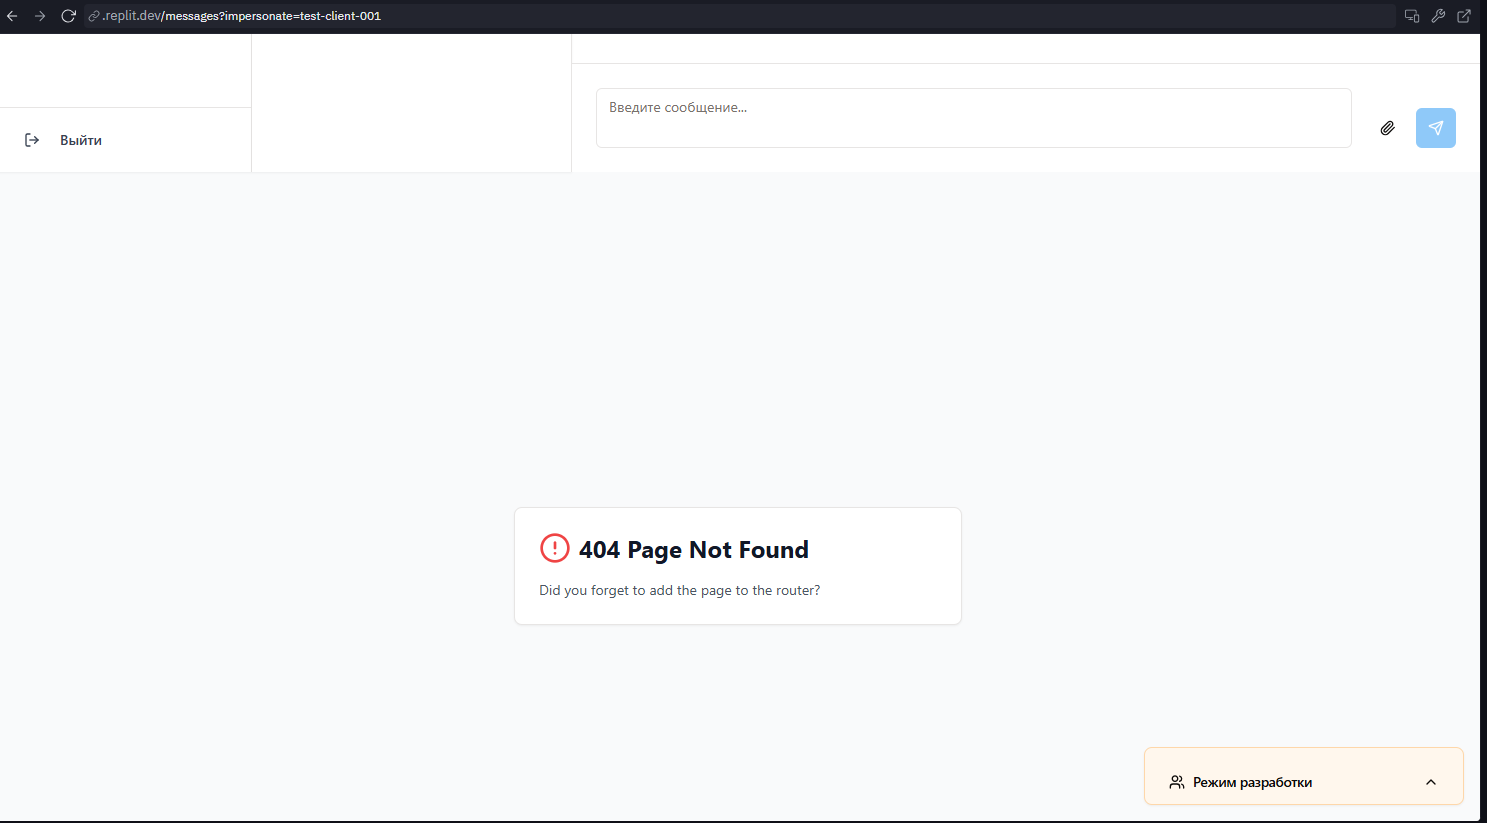 .replit.dev/messages?impersonate=test-client-001
Введите сообщение...
Выйти
404 Page Not Found
Did you forget to add the page to the router?
Режим разработки